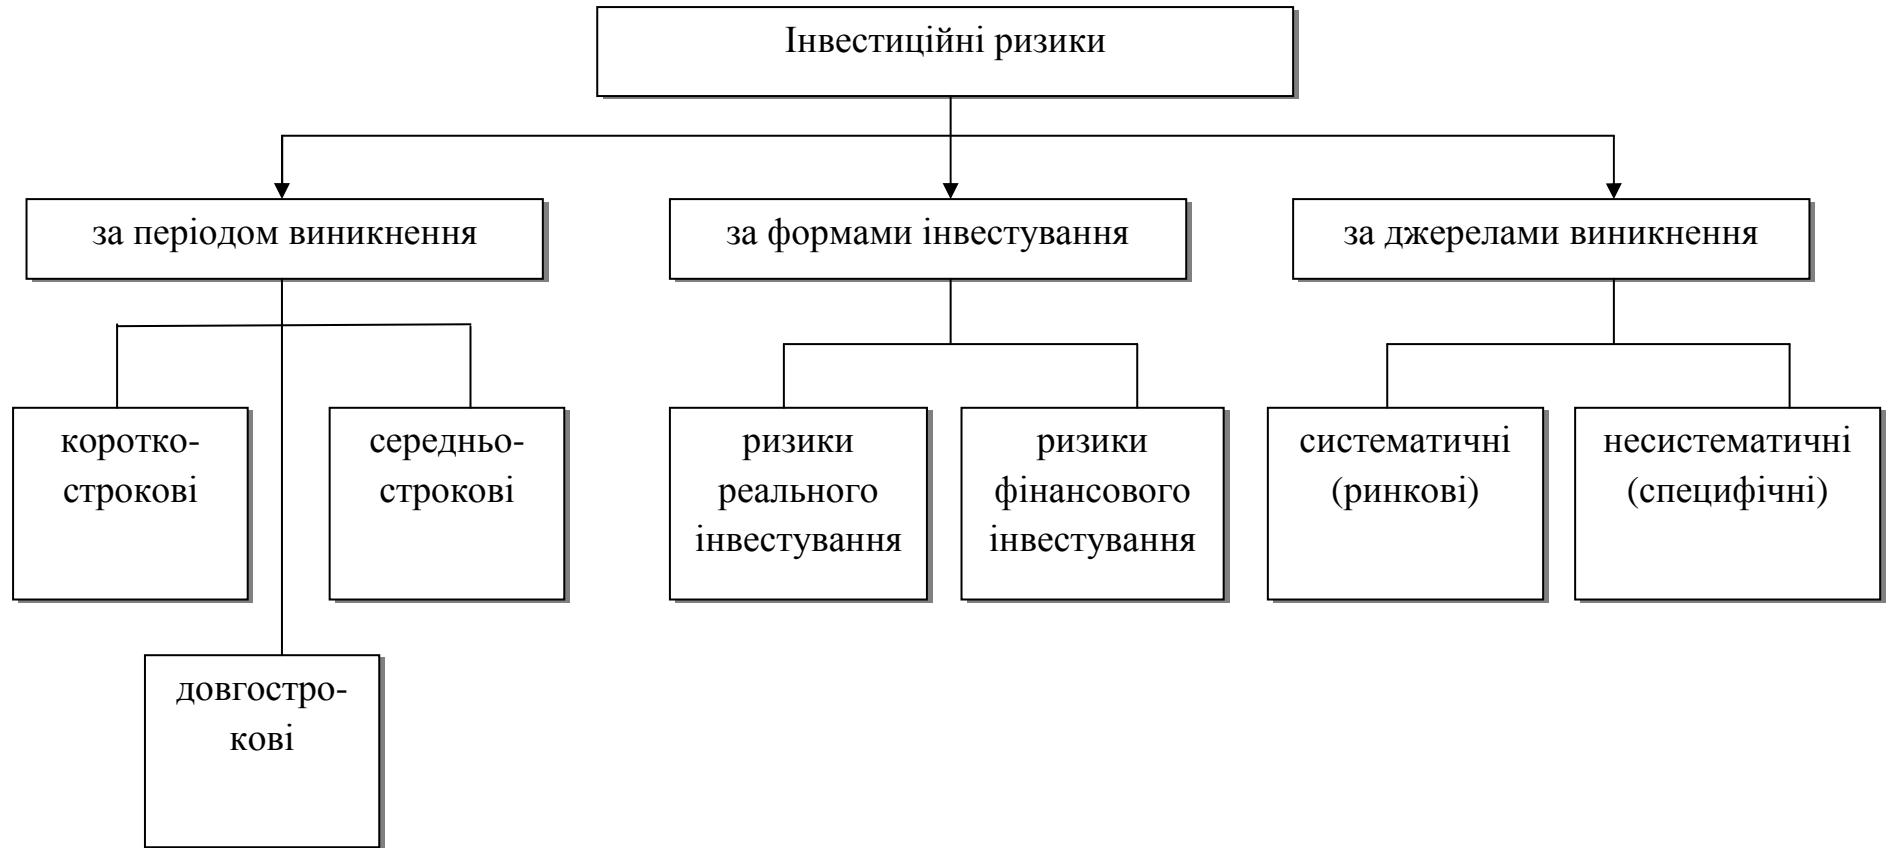 Інвестиційні ризики
за періодом виникнення
за формами інвестування
за джерелами виникнення
коротко-
строкові
середньо-
строкові
ризики
реального
інвестування
ризики
фінансового
інвестування
систематичні
(ринкові)
несистематичні
(специфічні)
довгостро-
кові